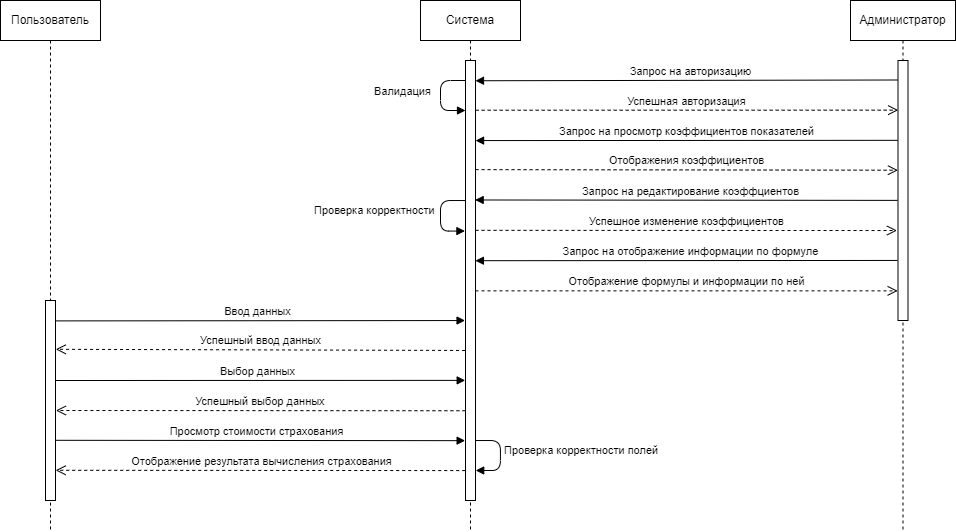 Пользователь
Система
Администратор
Запрос на авторизацию
Валидация
Успешная авторизация
Запрос на просмотр коэффициентов показателей
Отображения коэффициентов
Запрос на редактирование коэффциентов
Проверка корректности
Успешное изменение коэффициентов
Запрос на отображение информации по формуле
Отображение формулы и информации по ней
Ввод данных
Успешный ввод данных
Выбор данных
Успешный выбор данных
Просмотр стоимости страхования
Проверка корректности полей
Отображение результата вычисления страхования